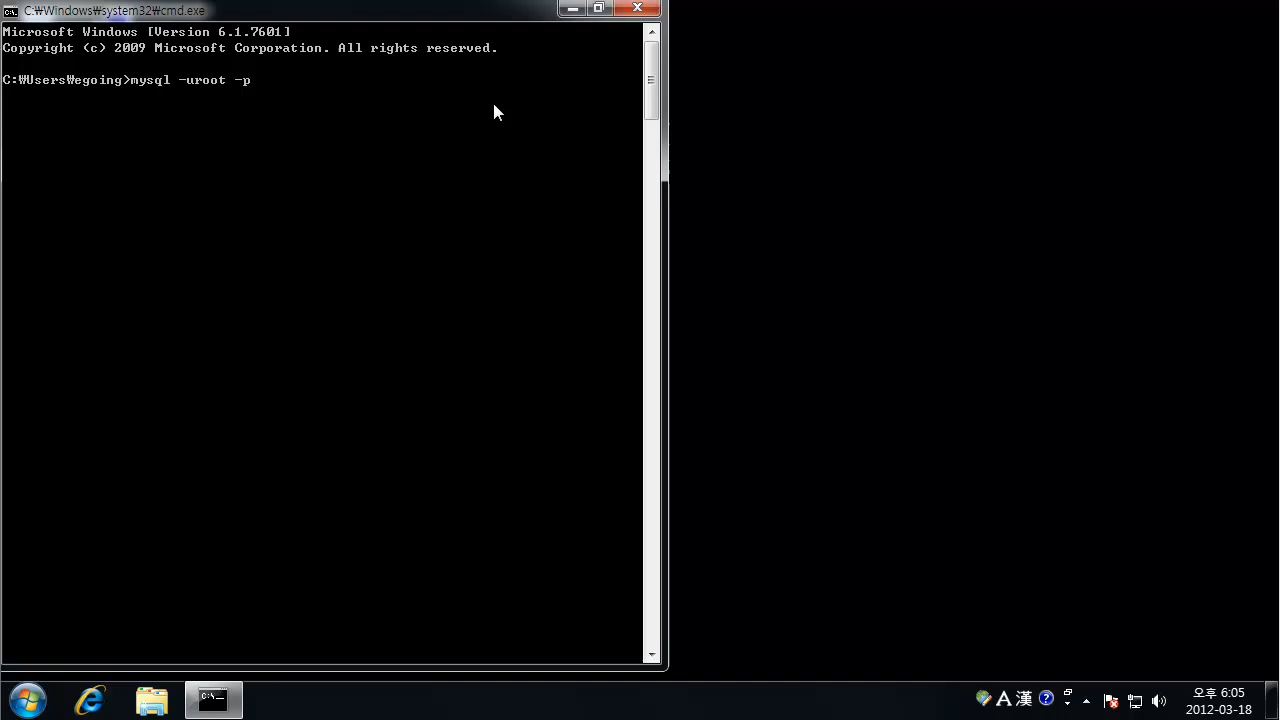 C:₩Windows₩system32₩cmd.exe
Microsoft Windows [Version 6.1.7601]
Copyright (c) 2009 Microsoft Corporation. All rights reserved.
C:₩Users₩egoing>mysql -uroot -p
C:\._
A 漢
오후 6:05
2012-03-18